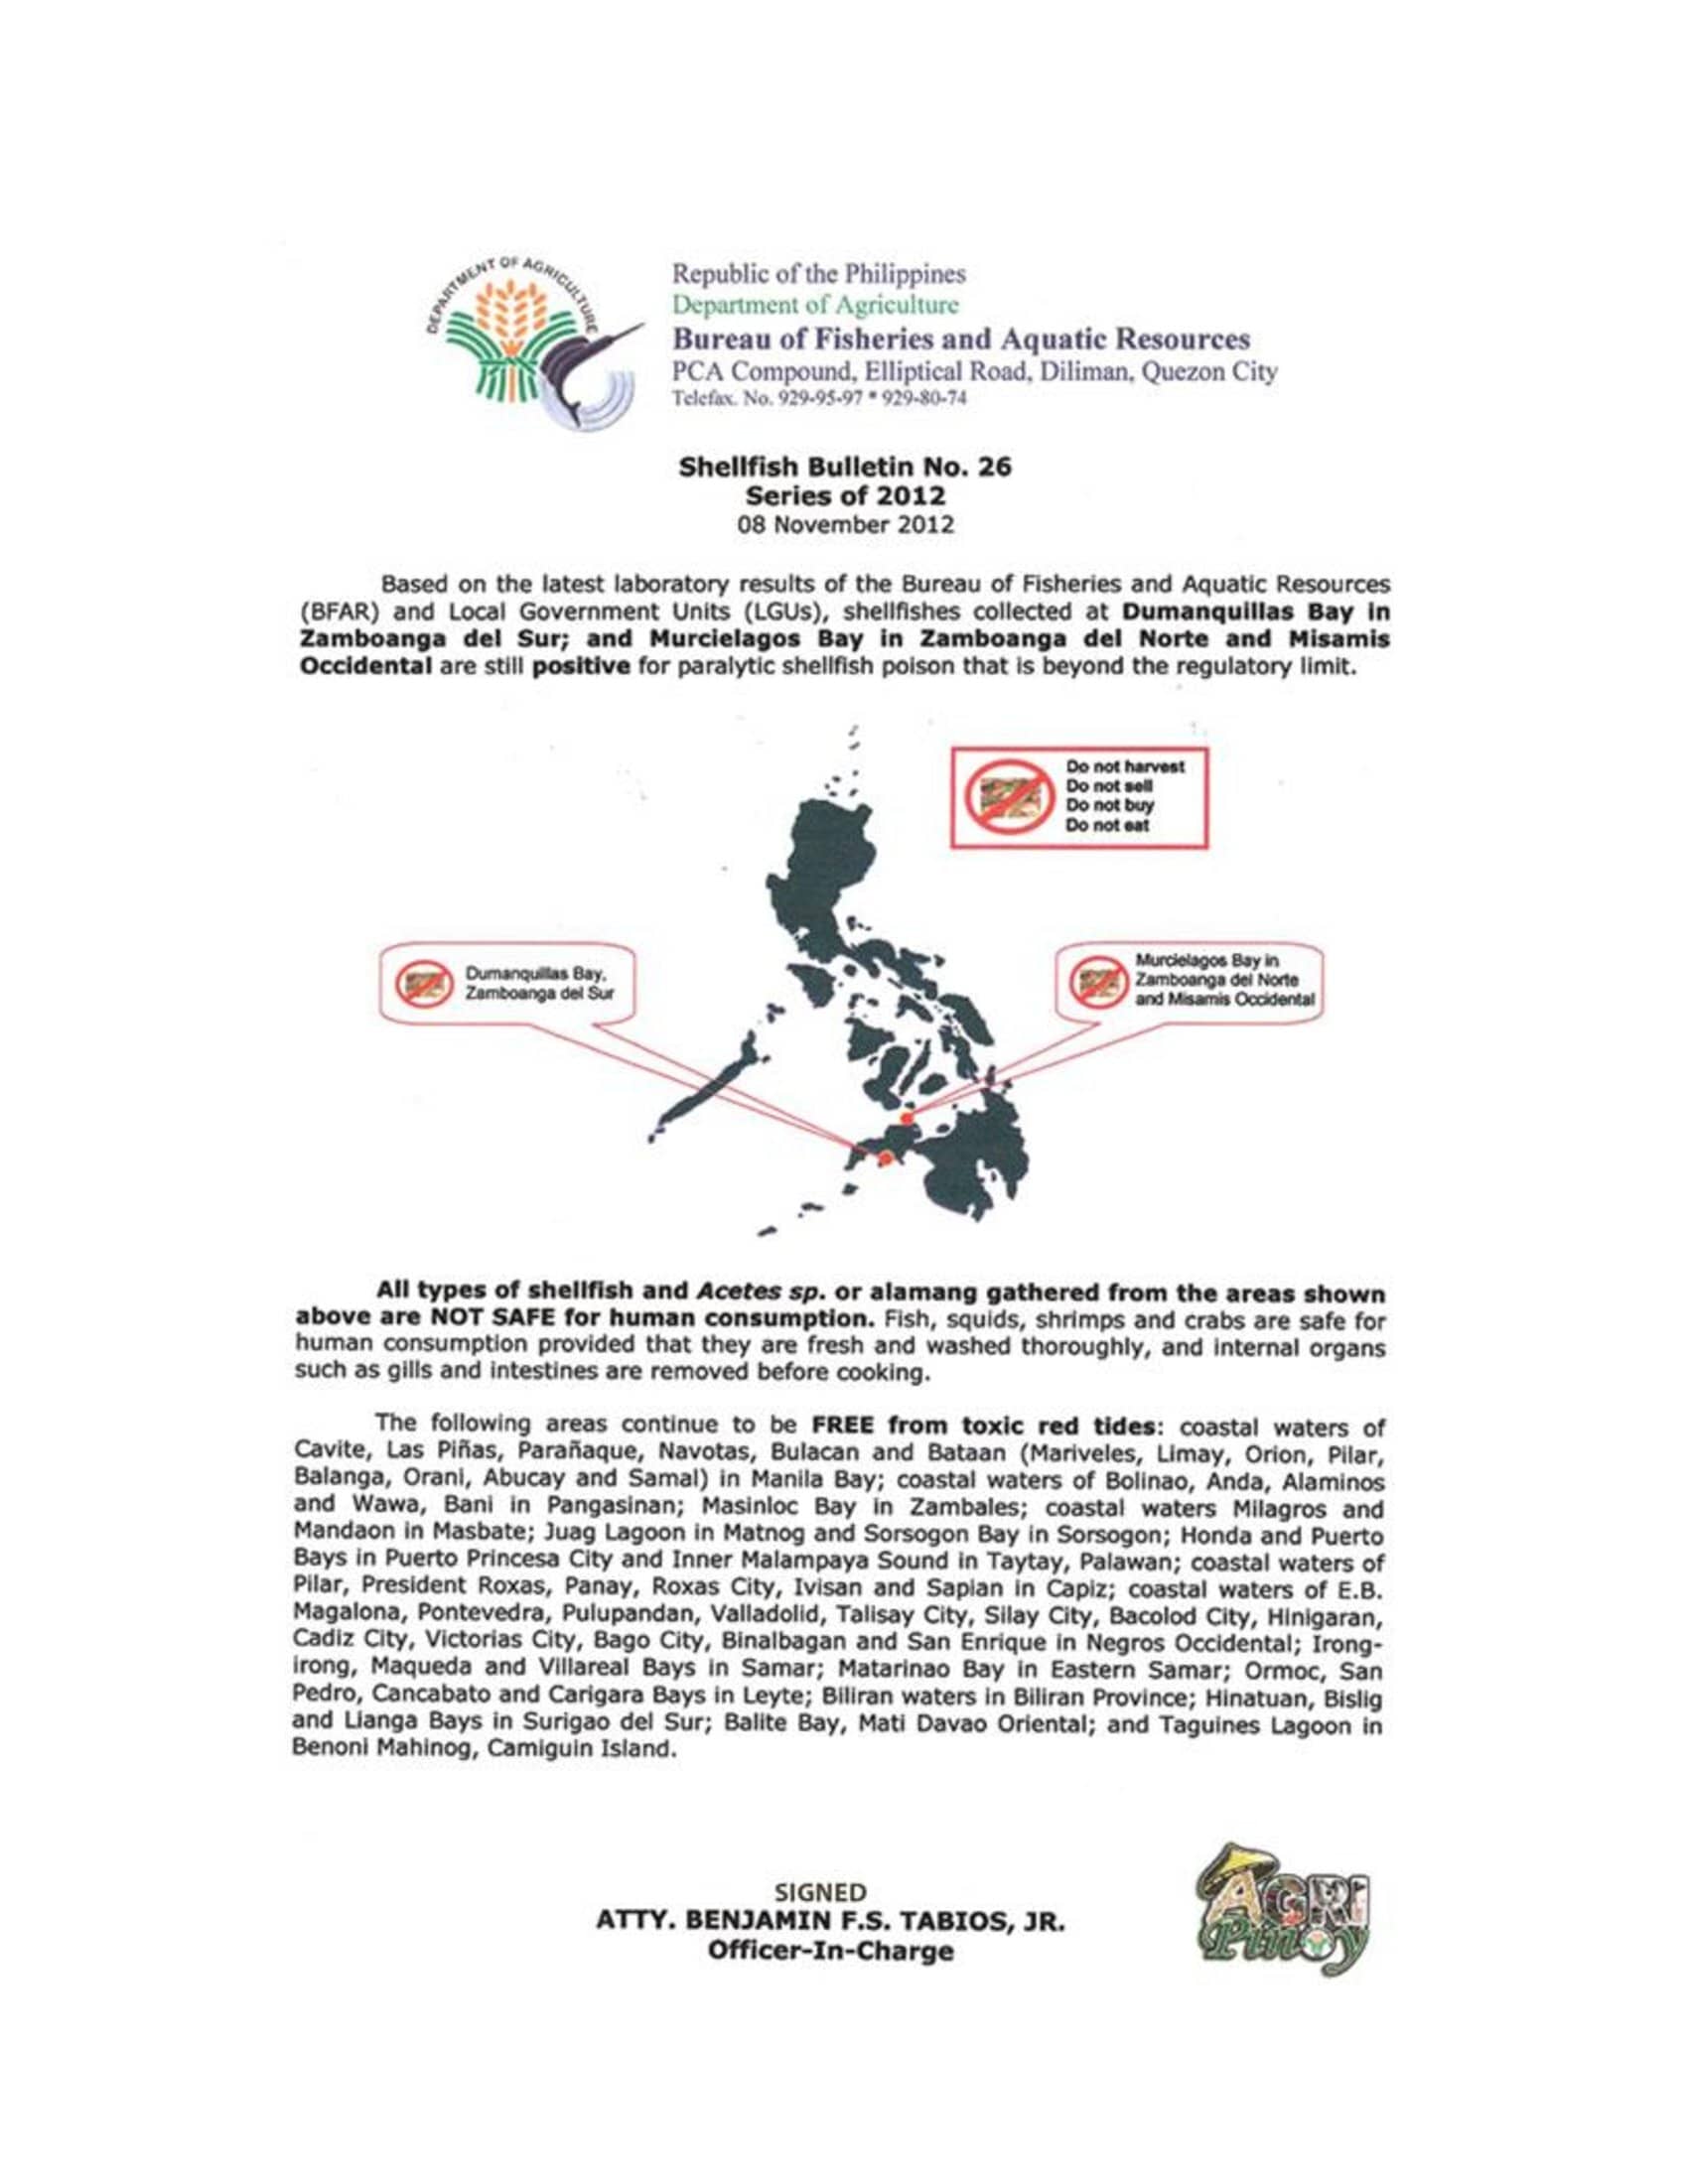 DEPARTMENT OF AGRICULTURE
Republic of the Philippines
Department of Agriculture
Bureau of Fisheries and Aquatic Resources
PCA Compound, Elliptical Road, Diliman, Quezon City
Telefax. No. 929-95-97 * 929-80-74
Shellfish Bulletin No. 26
Series of 2012
08 November 2012
Based on the latest laboratory results of the Bureau of Fisheries and Aquatic Resources
(BFAR) and Local Government Units (LGUs), shellfishes collected at Dumanquillas Bay in
Zamboanga del Sur; and Murcielagos Bay in Zamboanga del Norte and Misamis
Occidental are still positive for paralytic shellfish poison that is beyond the regulatory limit.
Do not harvest
Do not sell
Do not buy
Do not eat
Dumanquillas Bay,
Zamboanga del Sur
Murcielagos Bay in
Zamboanga del Norte
and Misamis Occidental
All types of shellfish and Acetes sp. or alamang gathered from the areas shown
above are NOT SAFE for human consumption. Fish, squids, shrimps and crabs are safe for
human consumption provided that they are fresh and washed thoroughly, and internal organs
such as gills and intestines are removed before cooking.
The following areas continue to be FREE from toxic red tides: coastal waters of
Cavite, Las Piñas, Parañaque, Navotas, Bulacan and Bataan (Mariveles, Limay, Orion, Pilar,
Balanga, Orani, Abucay and Samal) in Manila Bay; coastal waters of Bolinao, Anda, Alaminos
and Wawa, Bani in Pangasinan; Masinloc Bay in Zambales; coastal waters Milagros and
Mandaon in Masbate; Juag Lagoon in Matnog and Sorsogon Bay in Sorsogon; Honda and Puerto
Bays in Puerto Princesa City and Inner Malampaya Sound in Taytay, Palawan; coastal waters of
Pilar, President Roxas, Panay, Roxas City, Ivisan and Sapian in Capiz; coastal waters of E.B.
Magalona, Pontevedra, Pulupandan, Valladolid, Talisay City, Silay City, Bacolod City, Hinigaran,
Cadiz City, Victorias City, Bago City, Binalbagan and San Enrique in Negros Occidental; Irong-
irong, Maqueda and Villareal Bays in Samar; Matarinao Bay in Eastern Samar; Ormoc, San
Pedro, Cancabato and Carigara Bays in Leyte; Biliran waters in Biliran Province; Hinatuan, Bislig
and Lianga Bays in Surigao del Sur; Balite Bay, Mati Davao Oriental; and Taguines Lagoon in
Benoni Mahinog, Camiguin Island.
SIGNED
ATTY. BENJAMIN F.S. TABIOS, JR.
Officer-In-Charge
AGRI
Pinoy